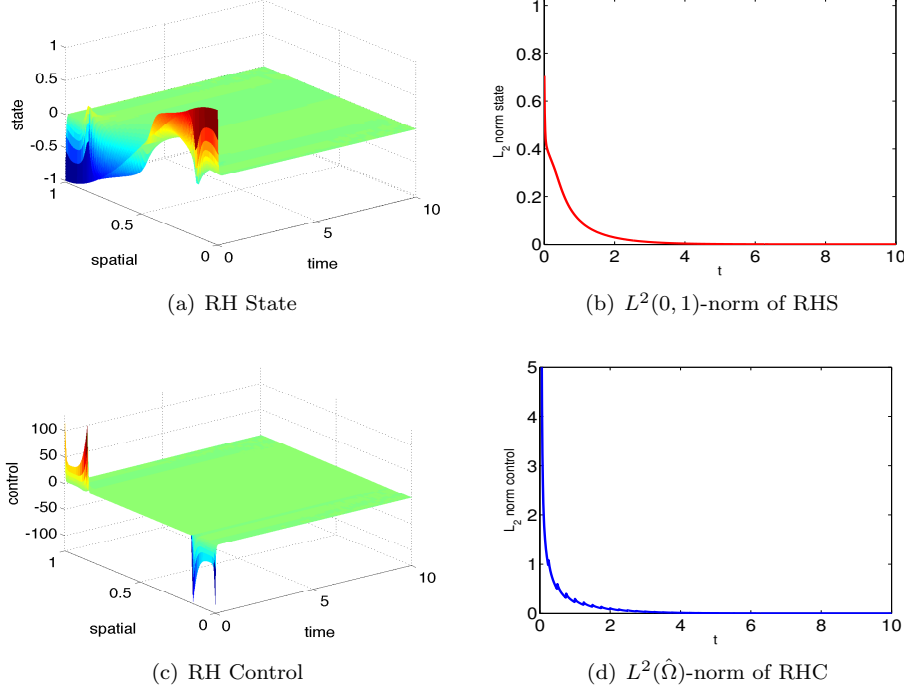 1
0.5
0
-0.5
-1
state
1
0.5
0
spatial
0
5
10
time
(a) RH State
1
0.8
0.6
0.4
0.2
0
L_2 norm state
0 2 4 6 8 10
t
(b) L²(0, 1)-norm of RHS
100
50
0
-50
-100
control
1
0.5
0
spatial
0
5
10
time
(c) RH Control
5
4
3
2
1
0
L_2 norm control
0 2 4 6 8 10
t
(d) L²(Ω̂)-norm of RHC